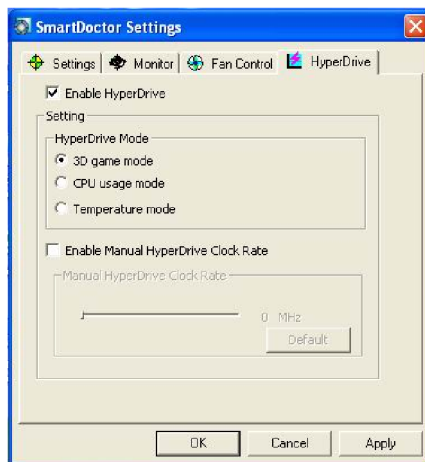 SmartDoctor Settings
Settings Monitor Fan Control HyperDrive
Enable HyperDrive
Setting
HyperDrive Mode
3D game mode
CPU usage mode
Temperature mode
Enable Manual HyperDrive Clock Rate
Manual HyperDrive Clock Rate
0 MHz
Default
OK Cancel Apply